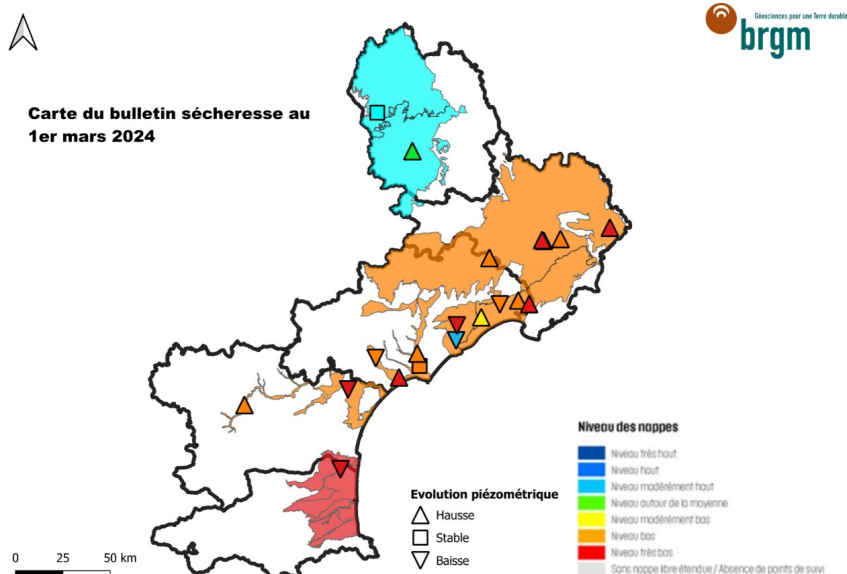 Géosciences pour une Terre durable
brgm
Carte du bulletin sécheresse au
1er mars 2024
Niveau des nappes
Niveau très haut
Niveau haut
Niveau modérément haut
Niveau autour de la moyenne
Niveau modérément bas
Niveau bas
Niveau très bas
Sans nappe libre étendue / Absence de points de suivi
Evolution piézométrique
Hausse
Stable
Baisse
0 25 50 km